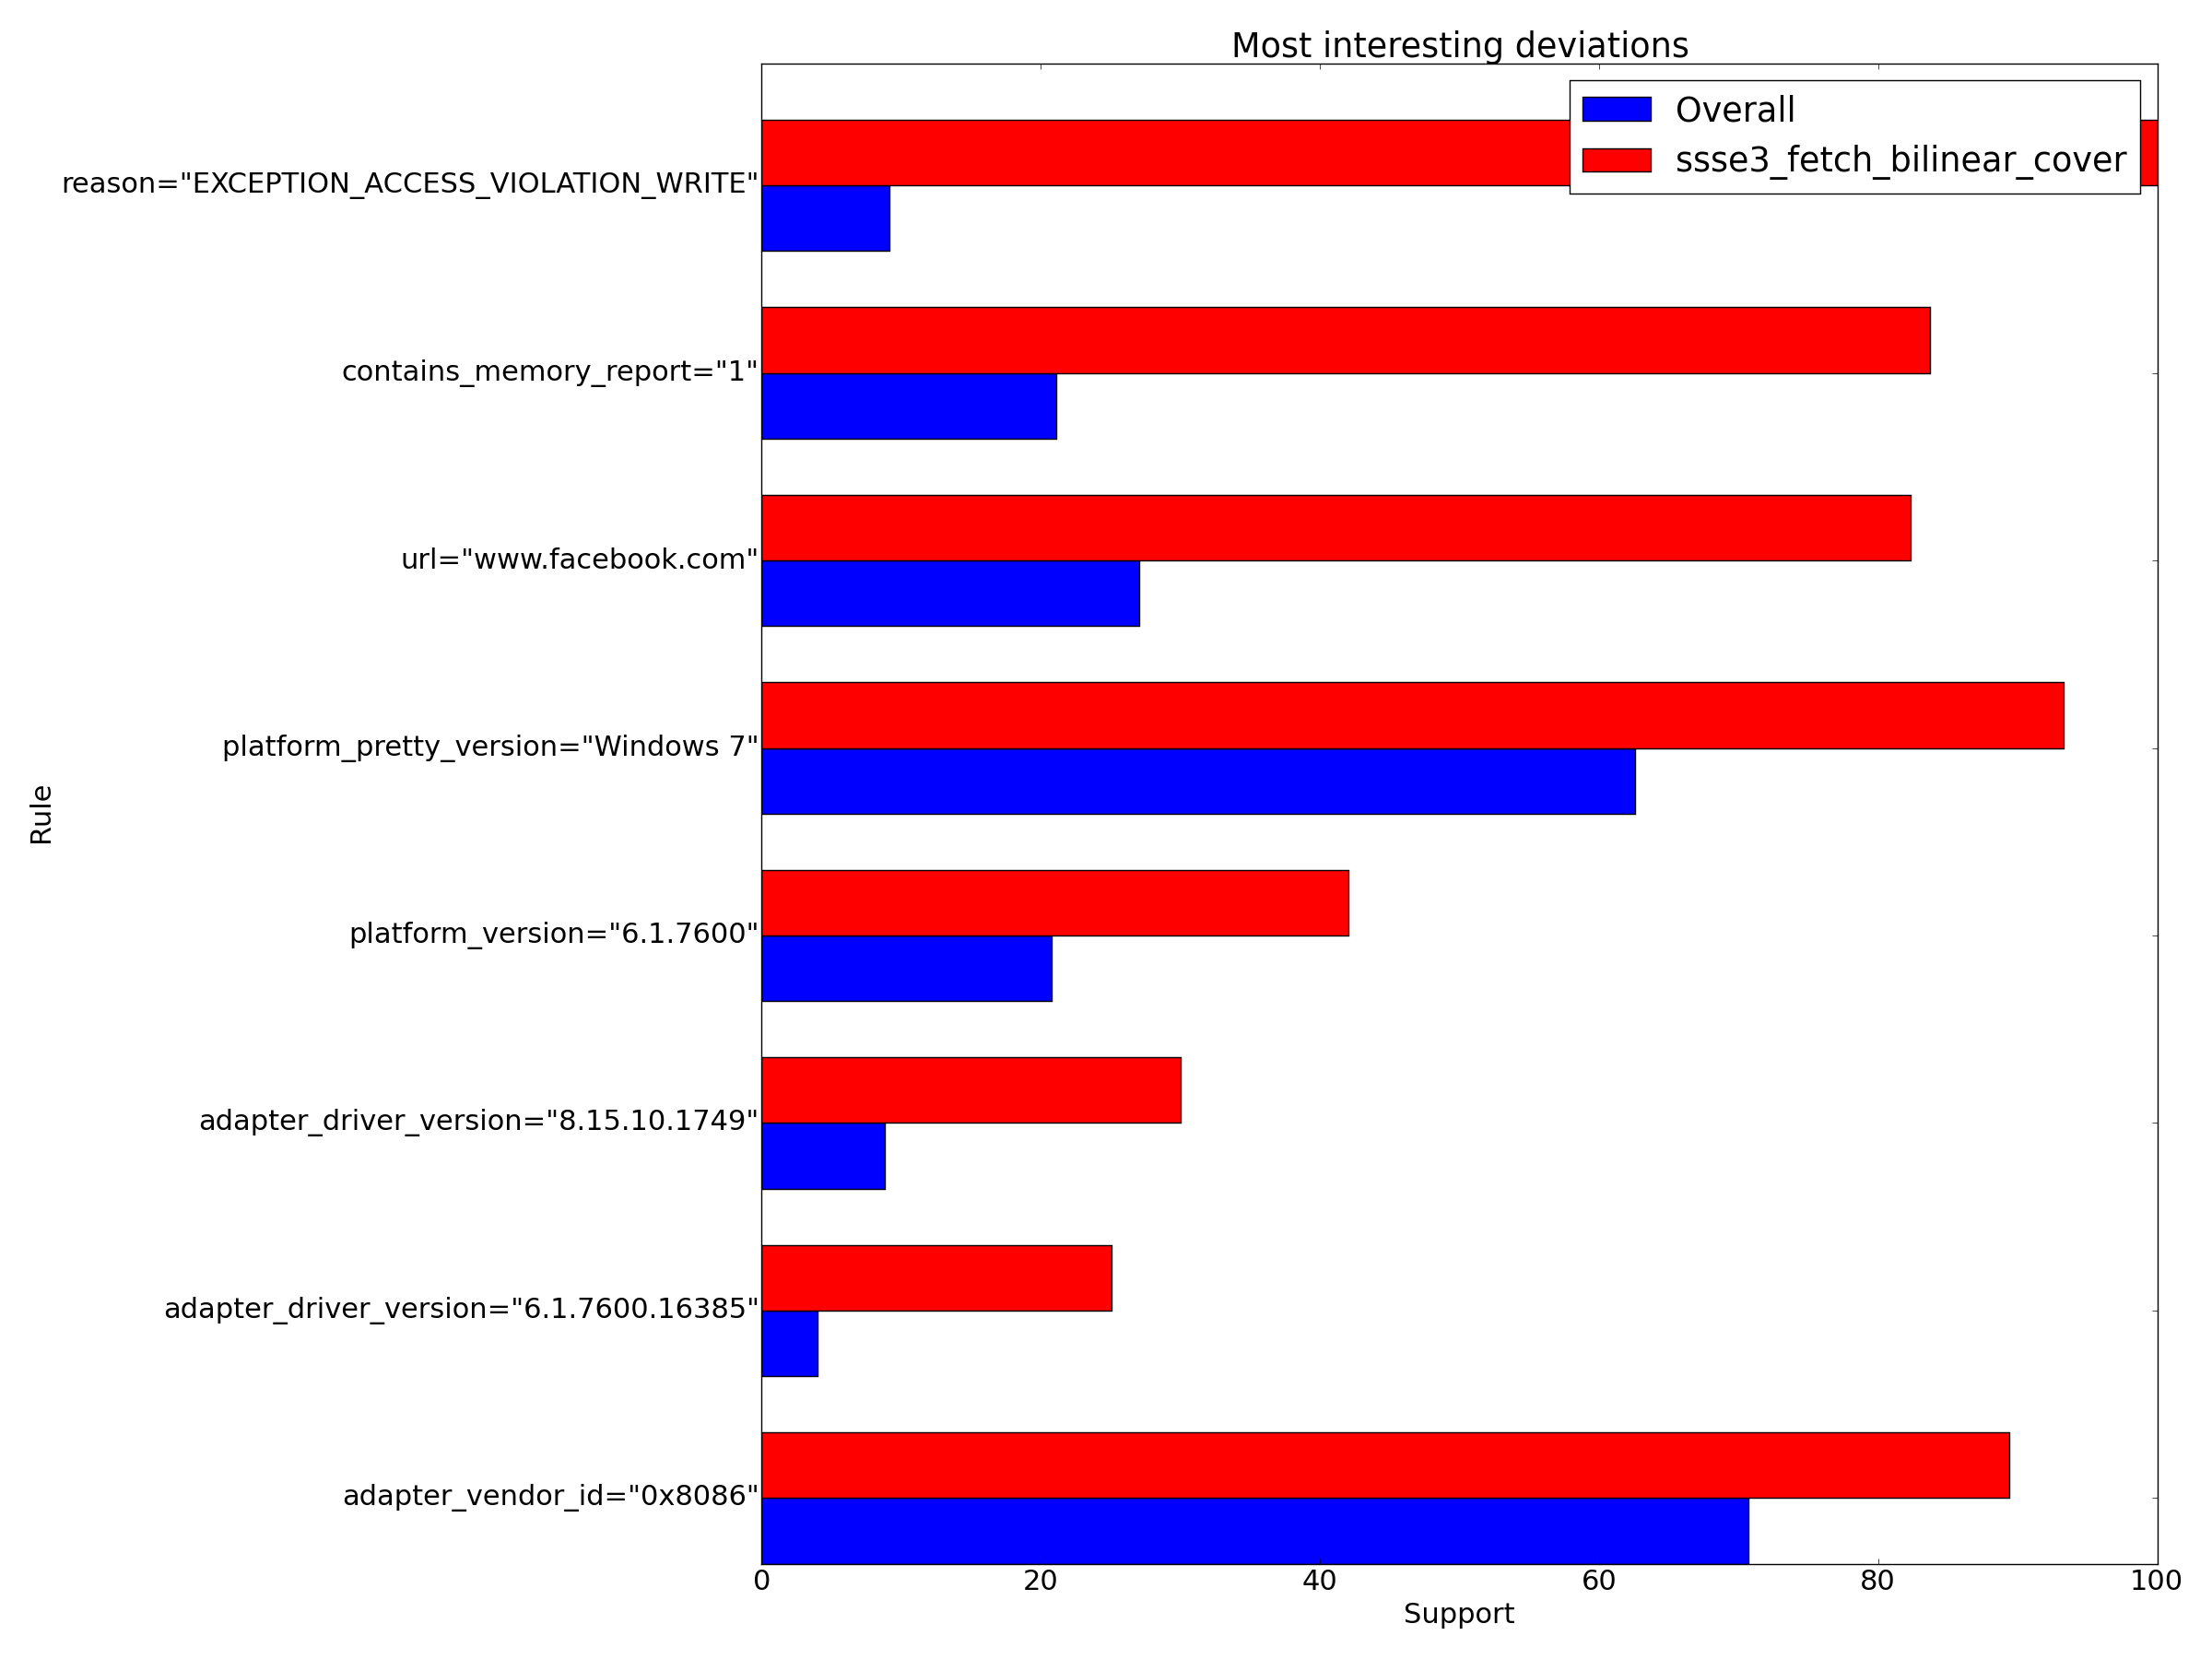 Most interesting deviations
Overall
ssse3_fetch_bilinear_cover
reason="EXCEPTION_ACCESS_VIOLATION_WRITE"
contains_memory_report="1"
url="www.facebook.com"
platform_pretty_version="Windows 7"
Rule
platform_version="6.1.7600"
adapter_driver_version="8.15.10.1749"
adapter_driver_version="6.1.7600.16385"
adapter_vendor_id="0x8086"
0 20 40 60 80 100
Support